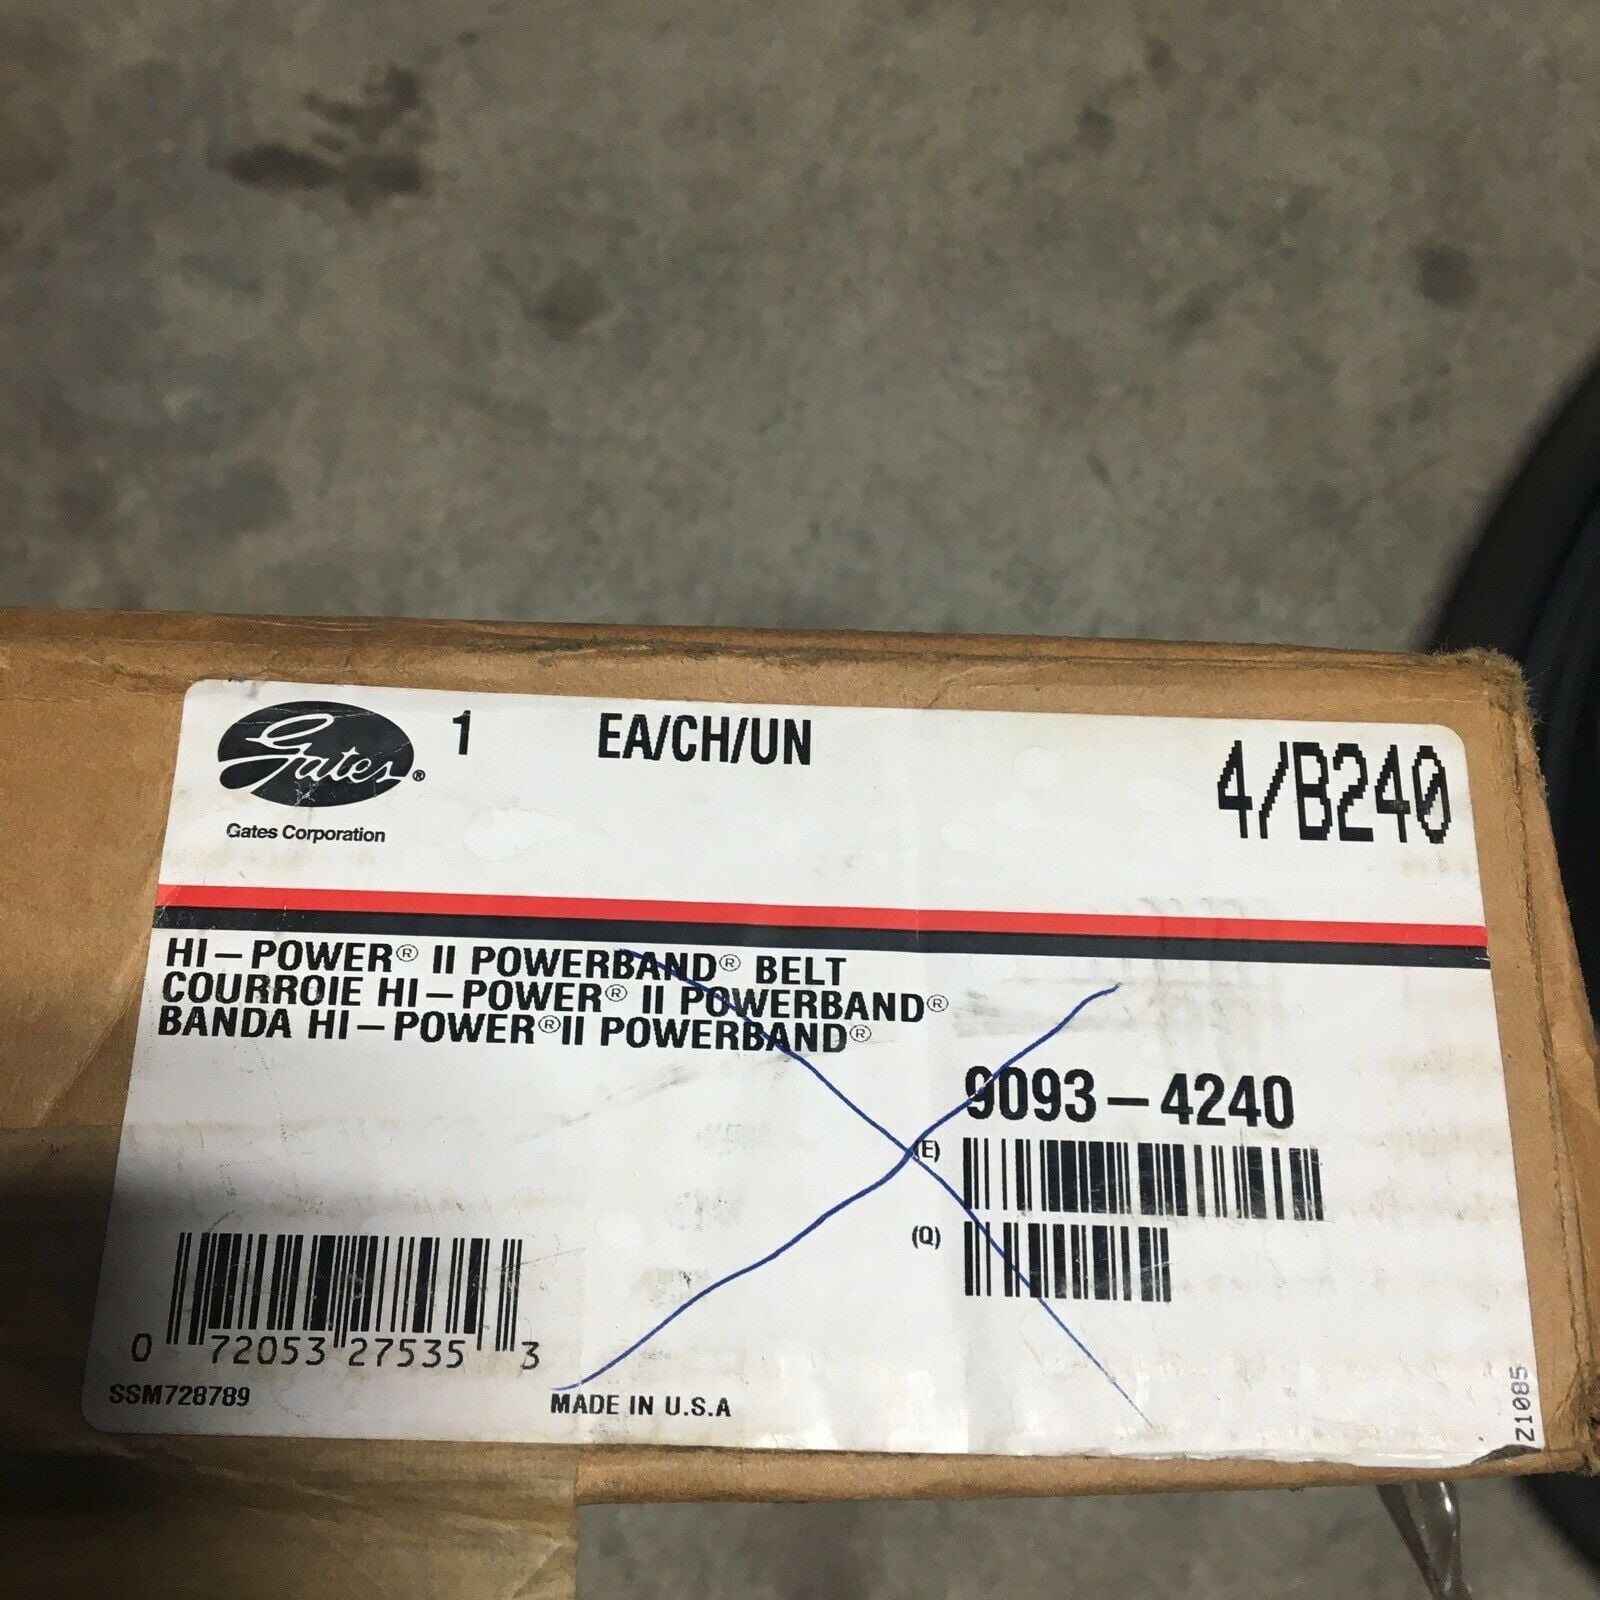 Gates®
Gates Corporation
1 EA/CH/UN
4/B240
HI-POWER® II POWERBAND® BELT
COURROIE HI-POWER® II POWERBAND®
BANDA HI-POWER® II POWERBAND®
9093-4240
(E)
(Q)
0 72053 27535 3
SSM728789
MADE IN U.S.A
Z1085